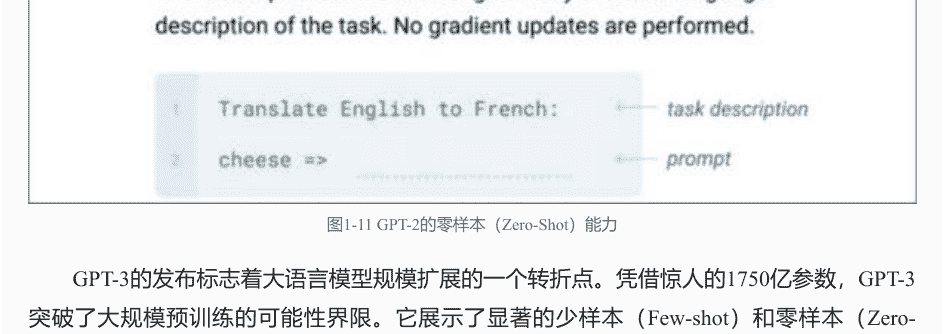 description of the task. No gradient updates are performed.
1 Translate English to French: task description
2 cheese => prompt
图1-11 GPT-2的零样本（Zero-Shot）能力
GPT-3的发布标志着大语言模型规模扩展的一个转折点。凭借惊人的1750亿参数，GPT-3
突破了大规模预训练的可能性界限。它展示了显著的少样本（Few-shot）和零样本（Zero-